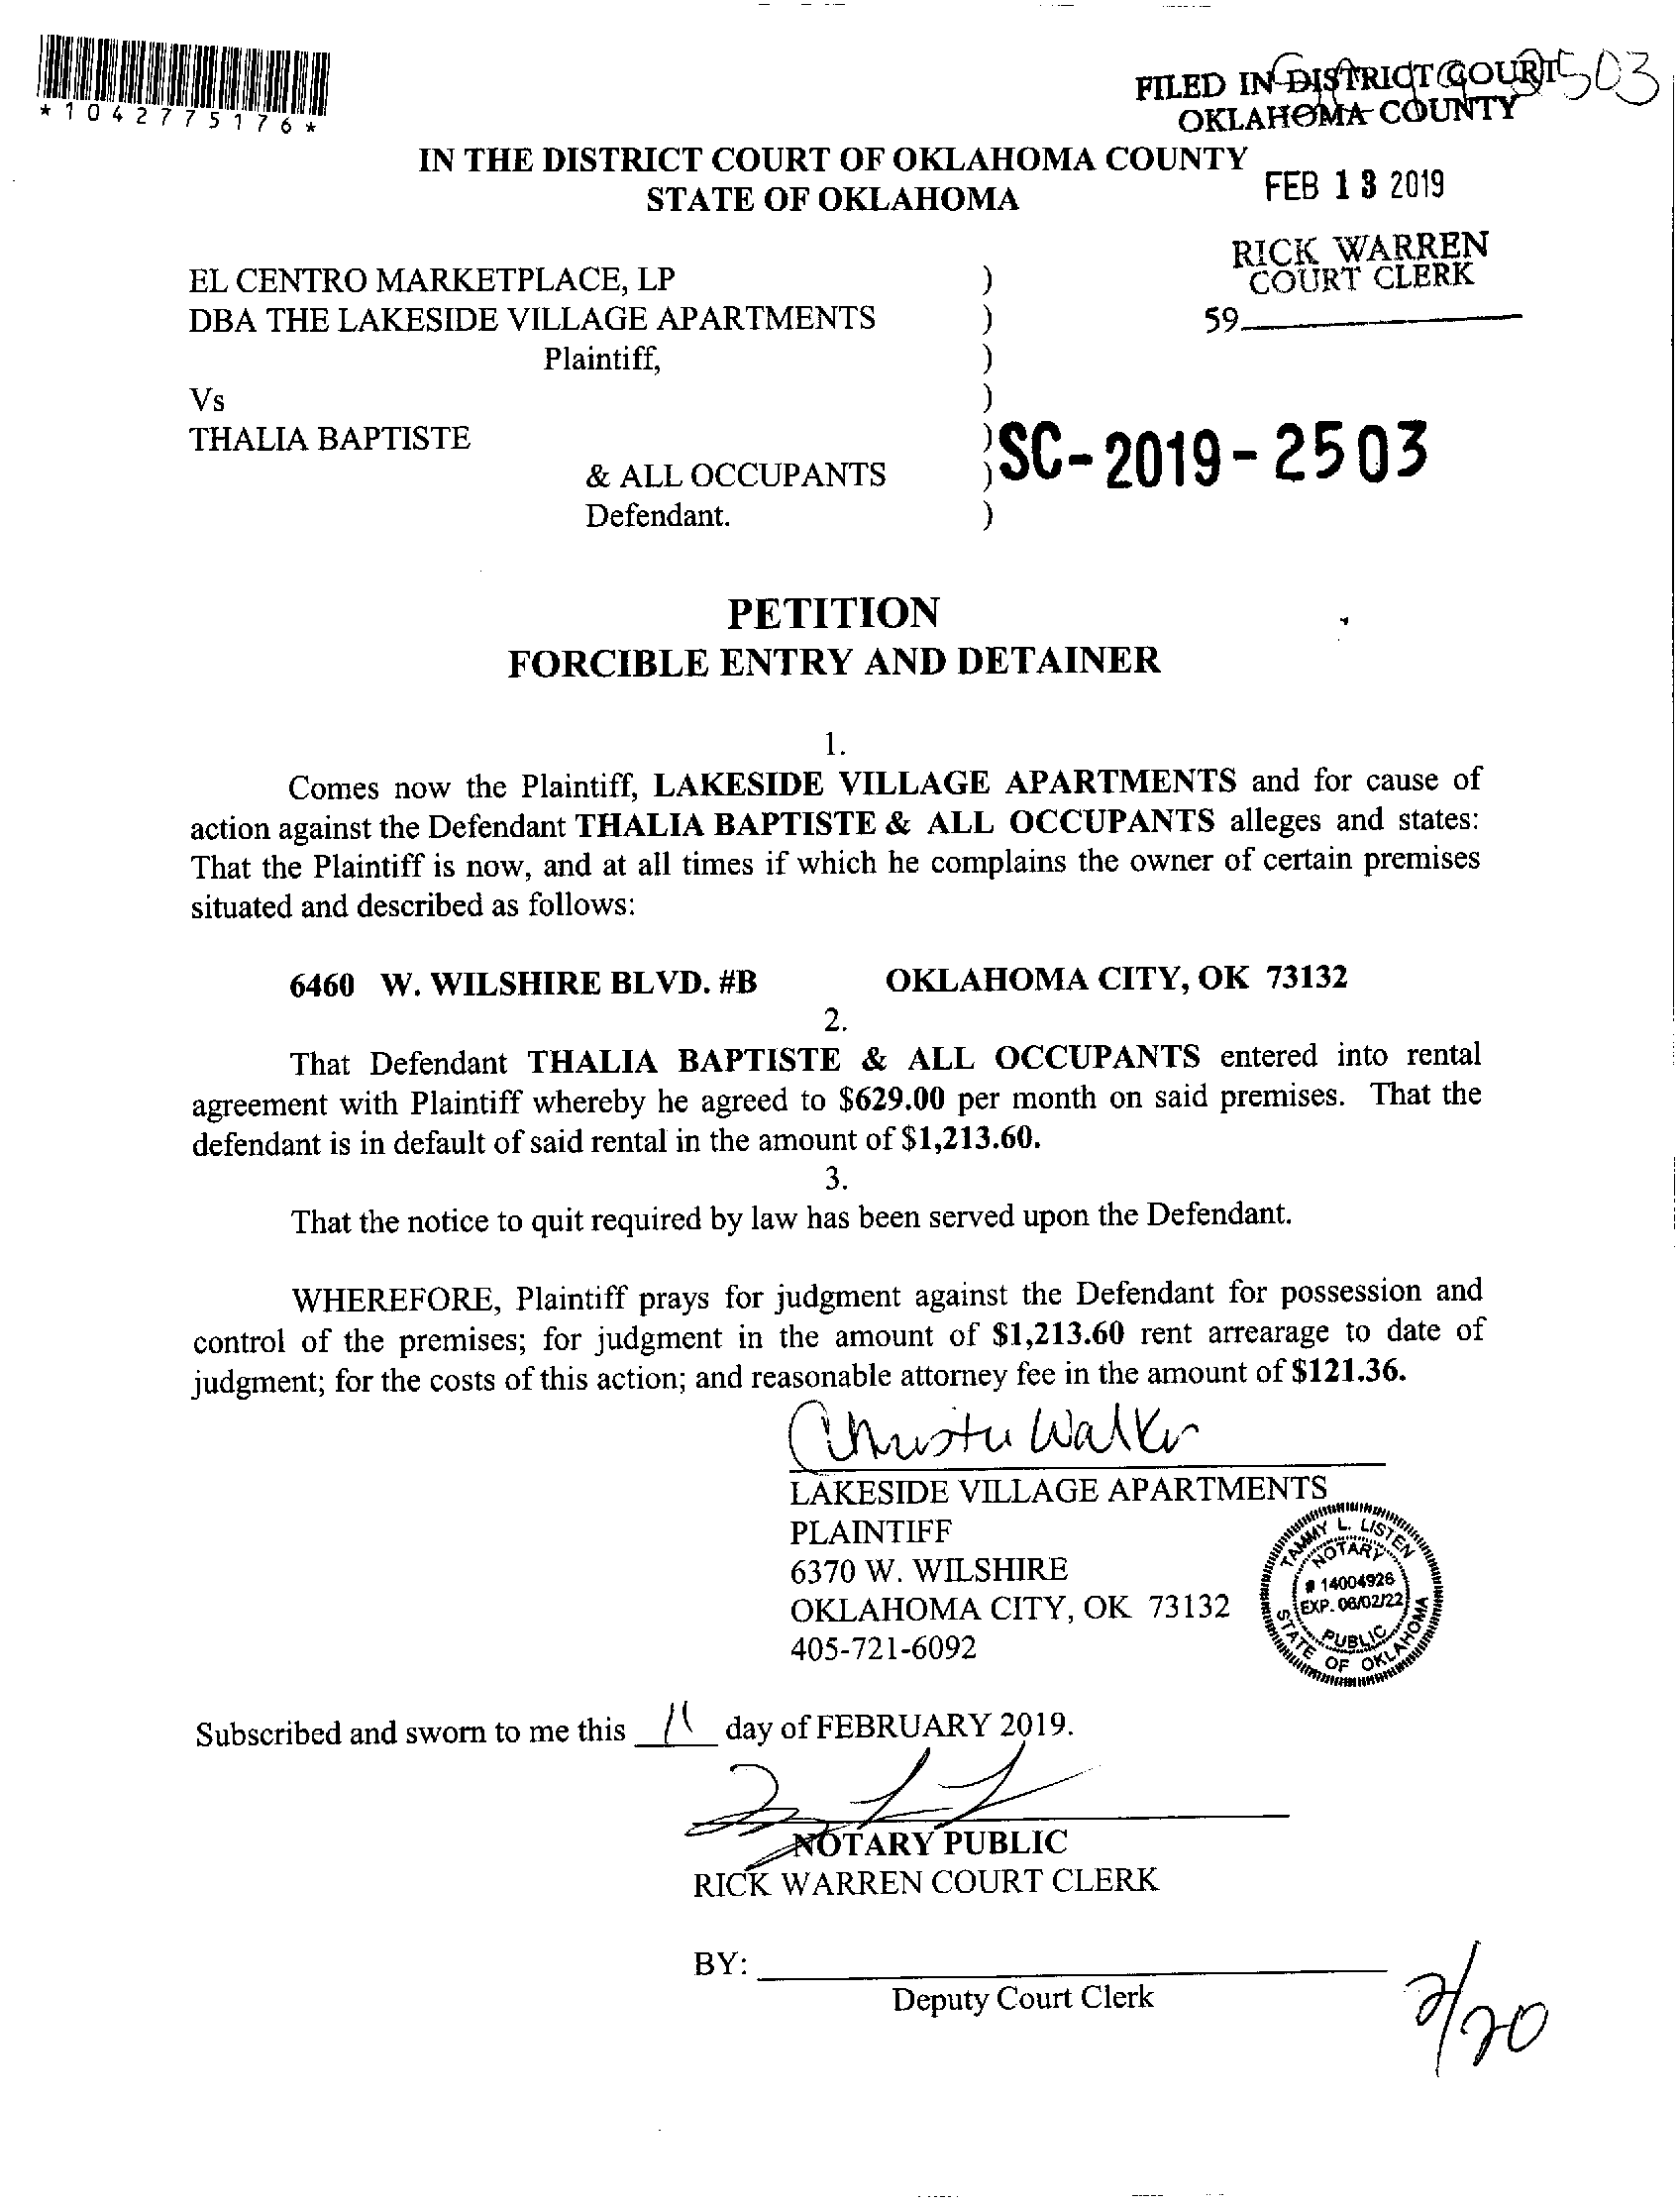 *1042775176*
FILED IN DISTRICT COURT
OKLAHOMA COUNTY
IN THE DISTRICT COURT OF OKLAHOMA COUNTY
STATE OF OKLAHOMA
FEB 13 2019
RICK WARREN
COURT CLERK
59
EL CENTRO MARKETPLACE, LP )
DBA THE LAKESIDE VILLAGE APARTMENTS )
Plaintiff, )
Vs )
THALIA BAPTISTE )
& ALL OCCUPANTS )
SC-2019-2503
Defendant. )
PETITION
FORCIBLE ENTRY AND DETAINER
1.
Comes now the Plaintiff, LAKESIDE VILLAGE APARTMENTS and for cause of
action against the Defendant THALIA BAPTISTE & ALL OCCUPANTS alleges and states:
That the Plaintiff is now, and at all times if which he complains the owner of certain premises
situated and described as follows:
6460 W. WILSHIRE BLVD. #B OKLAHOMA CITY, OK 73132
2.
That Defendant THALIA BAPTISTE & ALL OCCUPANTS entered into rental
agreement with Plaintiff whereby he agreed to $629.00 per month on said premises. That the
defendant is in default of said rental in the amount of $1,213.60.
3.
That the notice to quit required by law has been served upon the Defendant.
WHEREFORE, Plaintiff prays for judgment against the Defendant for possession and
control of the premises; for judgment in the amount of $1,213.60 rent arrearage to date of
judgment; for the costs of this action; and reasonable attorney fee in the amount of $121.36.
Christie Walker
LAKESIDE VILLAGE APARTMENTS
PLAINTIFF
6370 W. WILSHIRE
OKLAHOMA CITY, OK 73132
405-721-6092
TAMMY L. LISTEN
NOTARY
# 14004926
EXP. 06/02/22
PUBLIC
STATE OF OKLAHOMA
Subscribed and sworn to me this 11 day of FEBRUARY 2019.
NOTARY PUBLIC
RICK WARREN COURT CLERK
BY:
Deputy Court Clerk
2/20